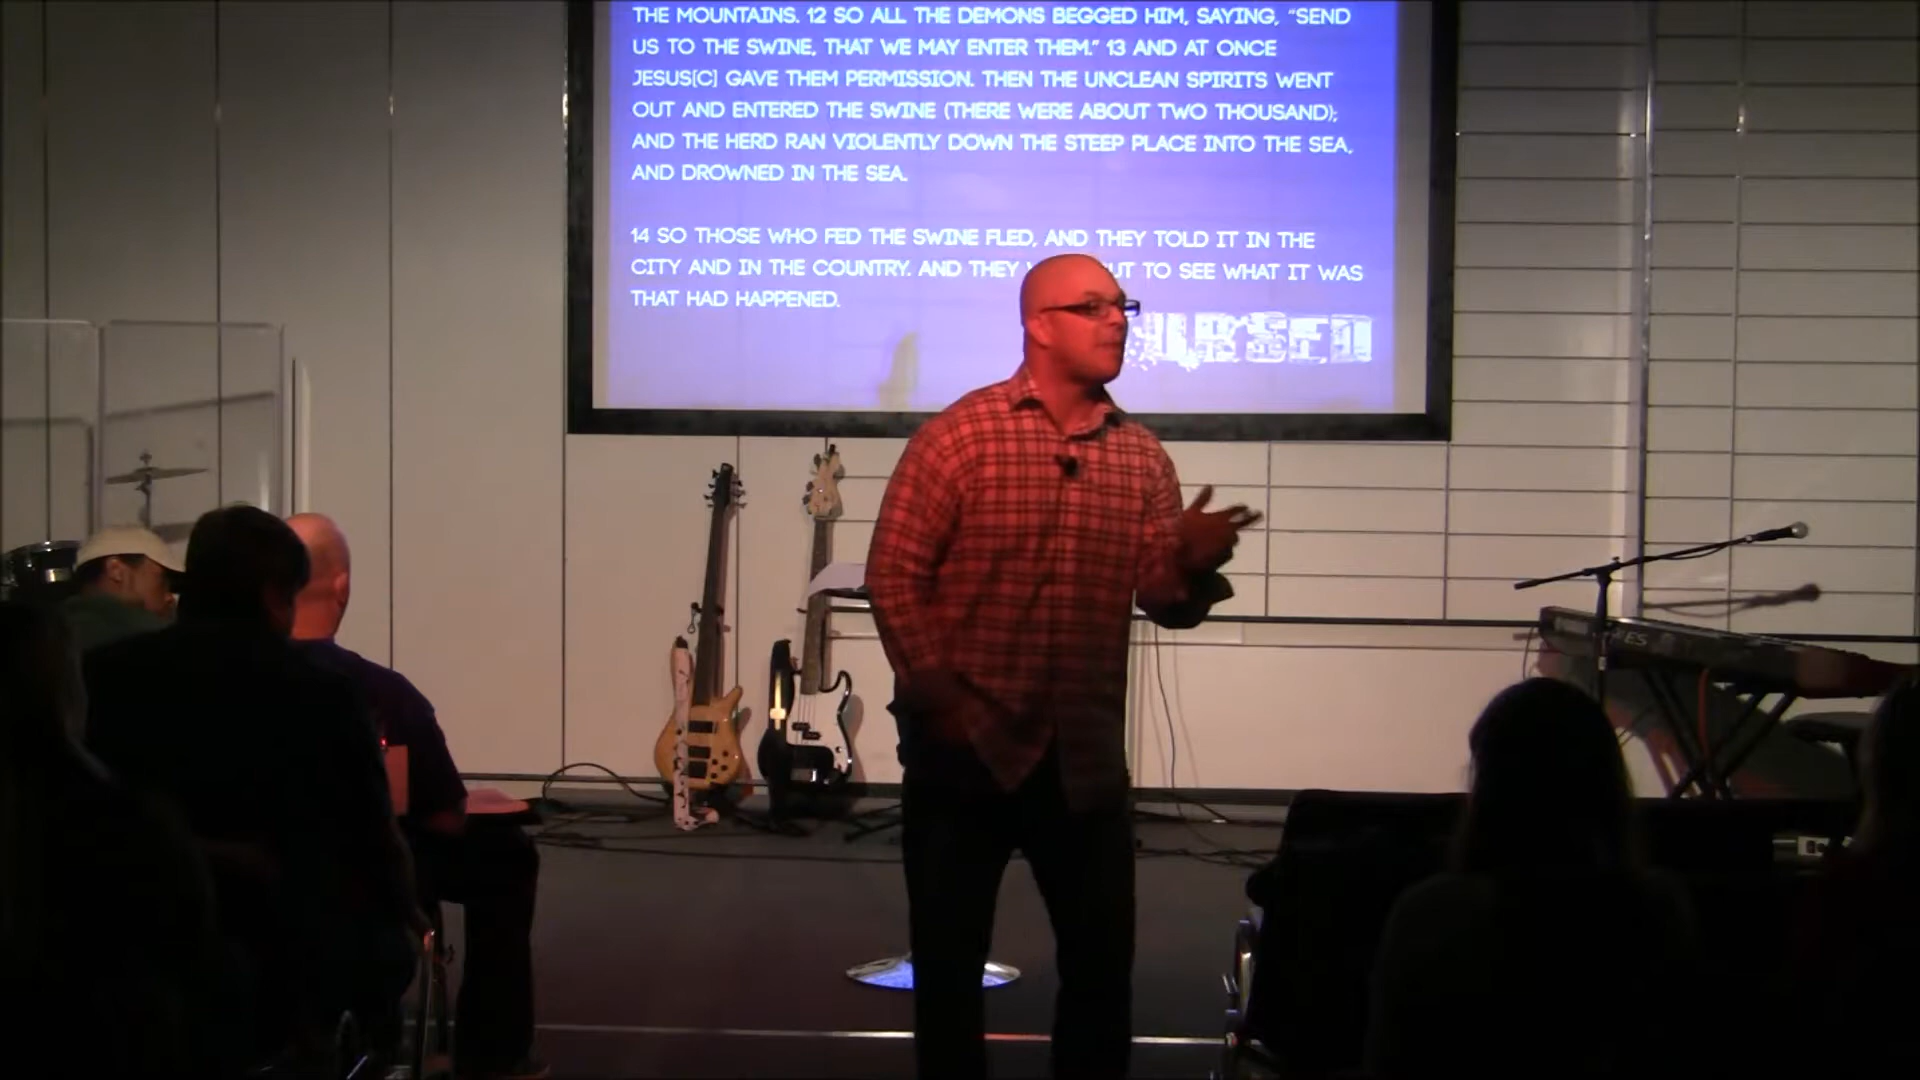 THE MOUNTAINS. 12 SO ALL THE DEMONS BEGGED HIM, SAYING, “SEND
US TO THE SWINE, THAT WE MAY ENTER THEM.” 13 AND AT ONCE
JESUS[C] GAVE THEM PERMISSION. THEN THE UNCLEAN SPIRITS WENT
OUT AND ENTERED THE SWINE (THERE WERE ABOUT TWO THOUSAND);
AND THE HERD RAN VIOLENTLY DOWN THE STEEP PLACE INTO THE SEA,
AND DROWNED IN THE SEA.
14 SO THOSE WHO FED THE SWINE FLED, AND THEY TOLD IT IN THE
CITY AND IN THE COUNTRY. AND THEY TO SEE WHAT IT WAS
THAT HAD HAPPENED.